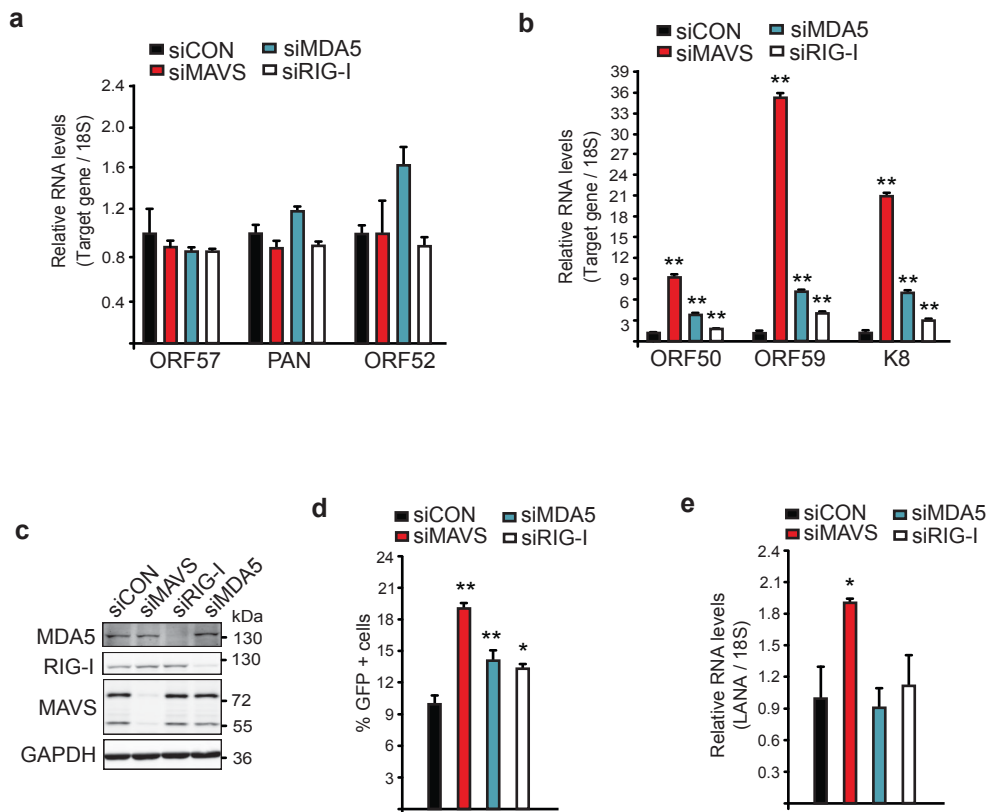 a
siCON
siMDA5
siMAVS
siRIG-I
Relative RNA levels
(Target gene / 18S)
2.4
2.0
1.6
1.2
0.8
0.4
ORF57
PAN
ORF52
b
siCON
siMDA5
siMAVS
siRIG-I
Relative RNA levels
(Target gene / 18S)
39
36
33
30
27
24
21
18
15
12
9
6
3
**
**
**
**
**
**
**
**
**
ORF50
ORF59
K8
c
siCON
siMAVS
siRIG-I
siMDA5
kDa
MDA5
130
RIG-I
130
MAVS
72
55
GAPDH
36
d
siCON
siMDA5
siMAVS
siRIG-I
% GFP + cells
24
21
18
15
12
9
6
3
**
**
*
e
siCON
siMDA5
siMAVS
siRIG-I
Relative RNA levels
(LANA / 18S)
2.4
2.1
1.8
1.5
1.2
0.9
0.6
0.3
*